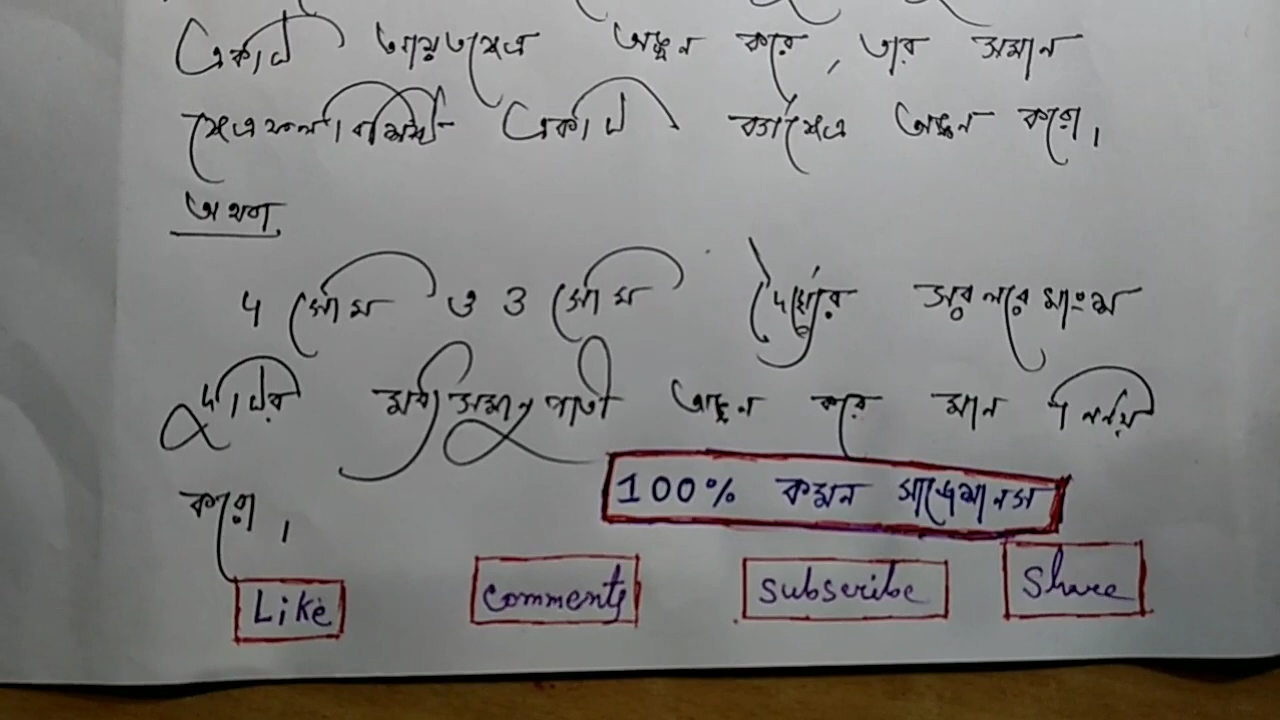 একটি আয়তক্ষেত্র অঙ্কন করে, তার সমান
ক্ষেত্রফলবিশিষ্ট একটি বর্গক্ষেত্র অঙ্কন করো।
অথবা
4 সেমি ও 3 সেমি দৈর্ঘ্যের সরলরেখাংশ
দুটির মধ্যসমানুপাতী অঙ্কন করে মান নির্ণয়
করো।
100% কমন সাজেশানস
Like comments subscribe Share